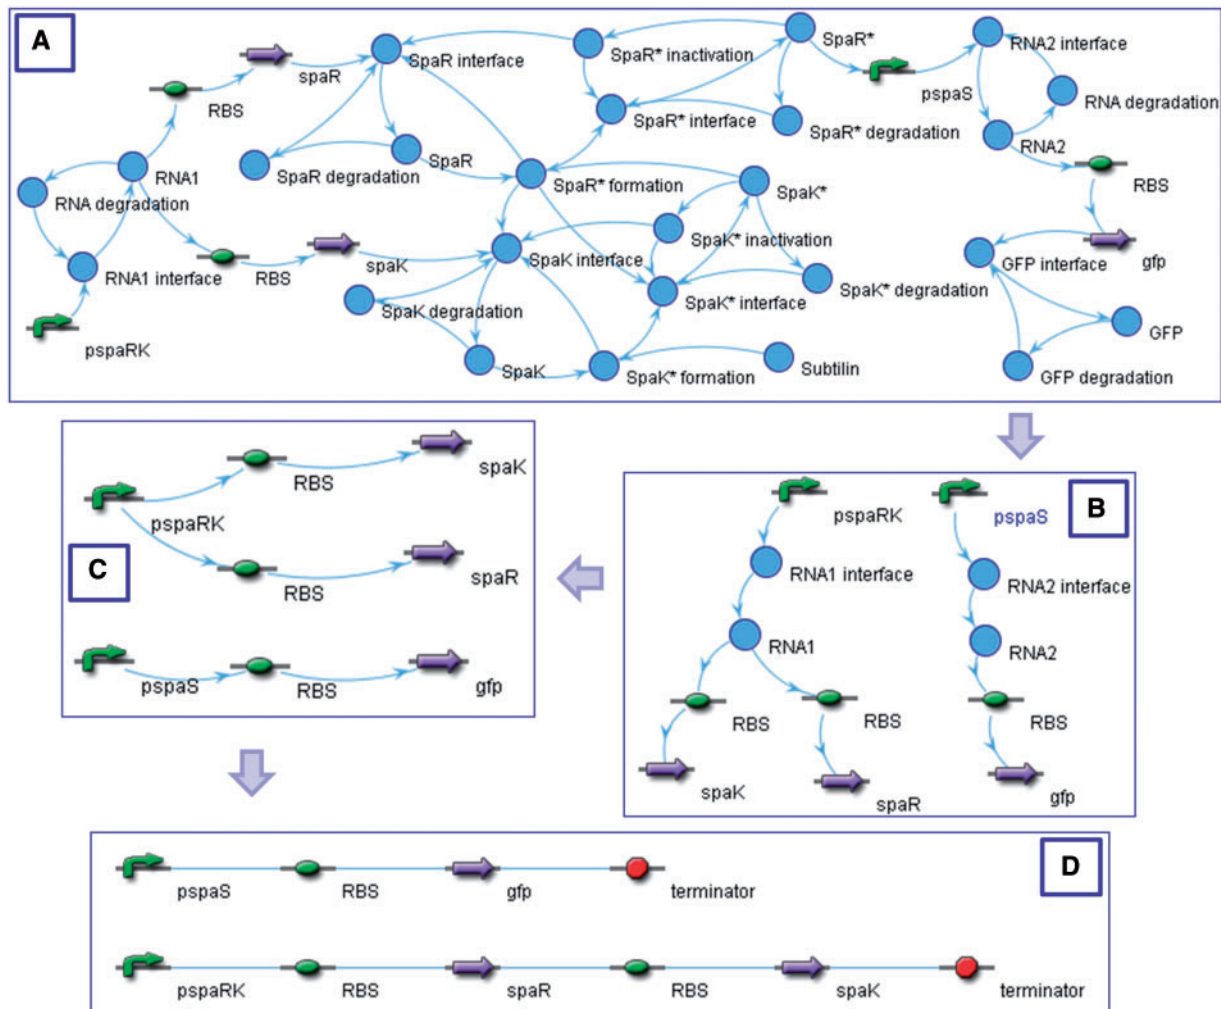 A
spaR
RBS
SpaR interface
SpaR* inactivation
SpaR*
pspaS
RNA2 interface
RNA degradation
RNA2
RBS
gfp
GFP interface
GFP
GFP degradation
SpaR* interface
SpaR* degradation
SpaR
SpaR degradation
SpaR* formation
SpaK*
RNA1
RNA degradation
RNA1 interface
pspaRK
RBS
spaK
SpaK interface
SpaK* inactivation
SpaK* interface
SpaK* degradation
SpaK degradation
SpaK
SpaK* formation
Subtilin
B
pspaRK
pspaS
RNA1 interface
RNA2 interface
RNA1
RNA2
RBS
RBS
RBS
spaK
spaR
gfp
C
spaK
RBS
pspaRK
spaR
RBS
pspaS
RBS
gfp
D
pspaS
RBS
gfp
terminator
pspaRK
RBS
spaR
RBS
spaK
terminator